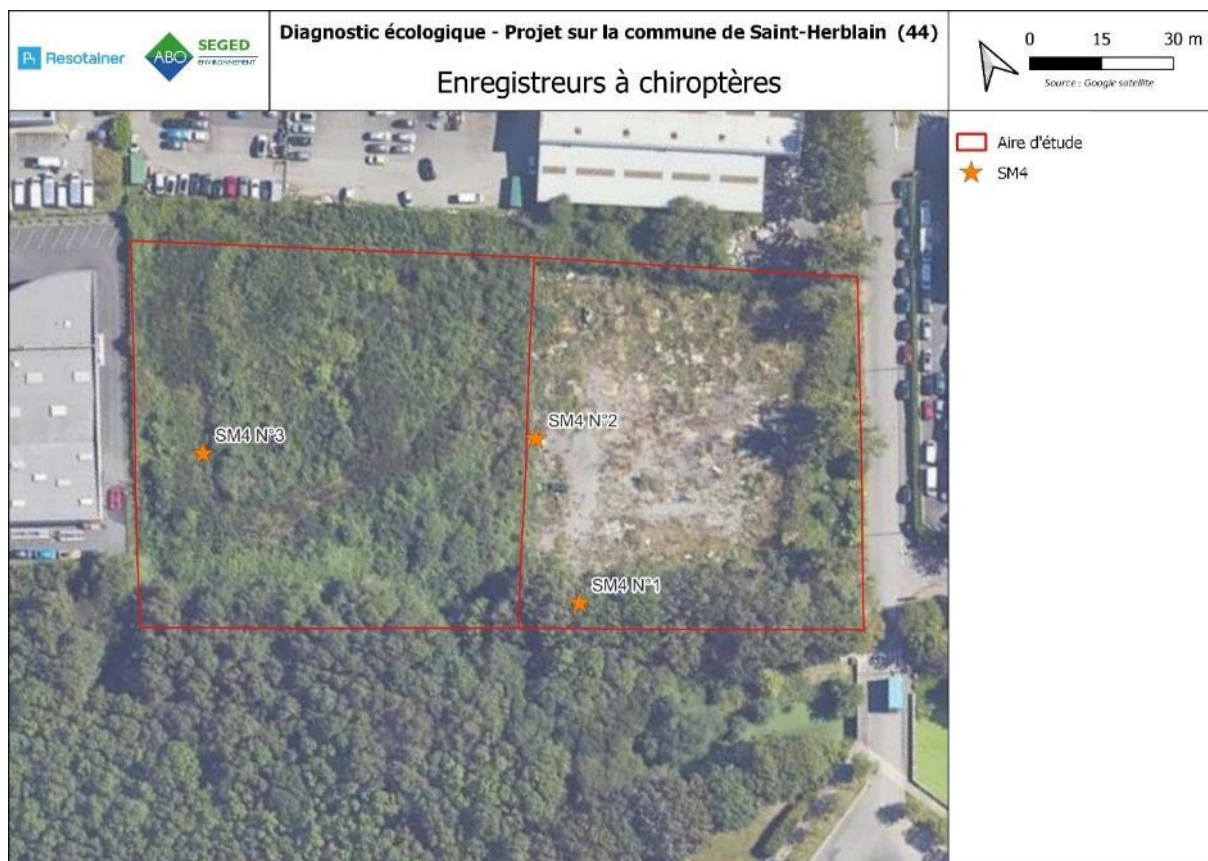 Resotainer
ABO
SEGED
ENVIRONNEMENT
Diagnostic écologique - Projet sur la commune de Saint-Herblain (44)
Enregistreurs à chiroptères
0 15 30 m
Source : Google satellite
Aire d'étude
SM4
SM4 N°3
SM4 N°2
SM4 N°1